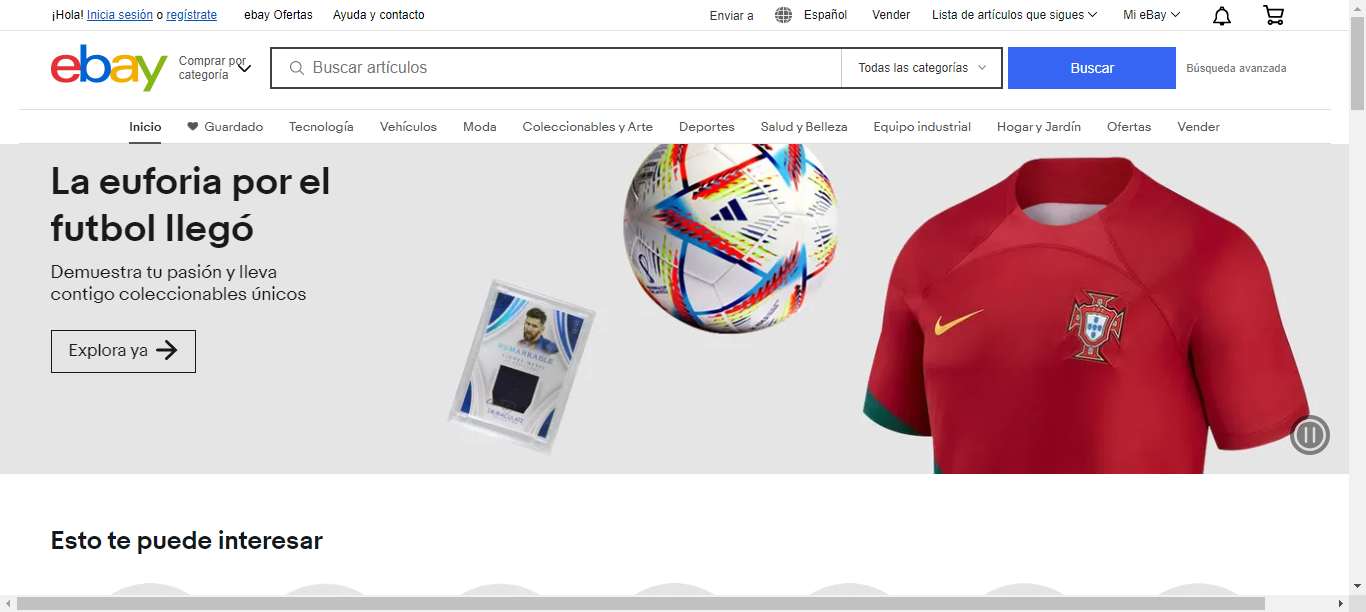 ¡Hola! Inicia sesión o regístrate
ebay Ofertas
Ayuda y contacto
Enviar a
Español
Vender
Lista de artículos que sigues
Mi eBay
ebay
Comprar por
categoría
Buscar artículos
Todas las categorías
Buscar
Búsqueda avanzada
Inicio
Guardado
Tecnología
Vehículos
Moda
Coleccionables y Arte
Deportes
Salud y Belleza
Equipo industrial
Hogar y Jardín
Ofertas
Vender
La euforia por el
futbol llegó
Demuestra tu pasión y lleva
contigo coleccionables únicos
Explora ya
REMARKABLE
IMMACULATE
Esto te puede interesar